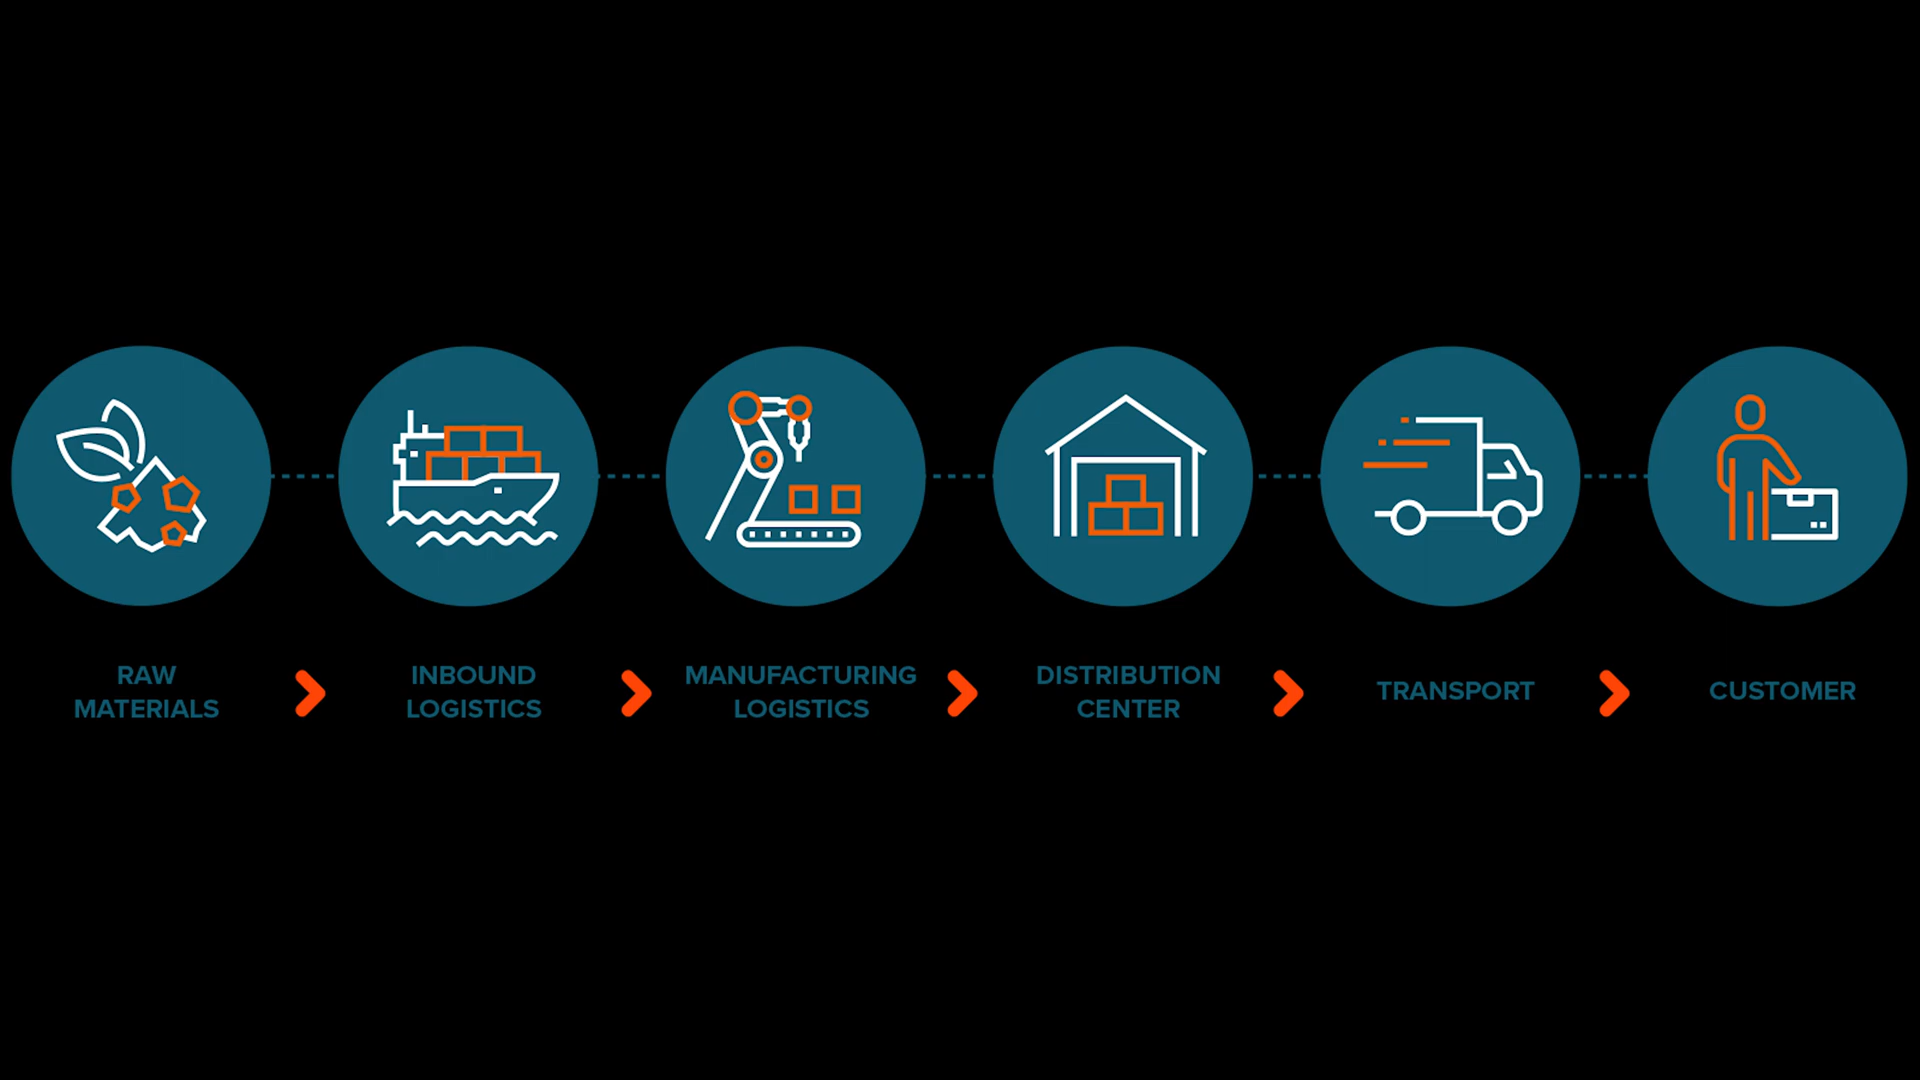 RAW
MATERIALS
INBOUND
LOGISTICS
MANUFACTURING
LOGISTICS
DISTRIBUTION
CENTER
TRANSPORT
CUSTOMER